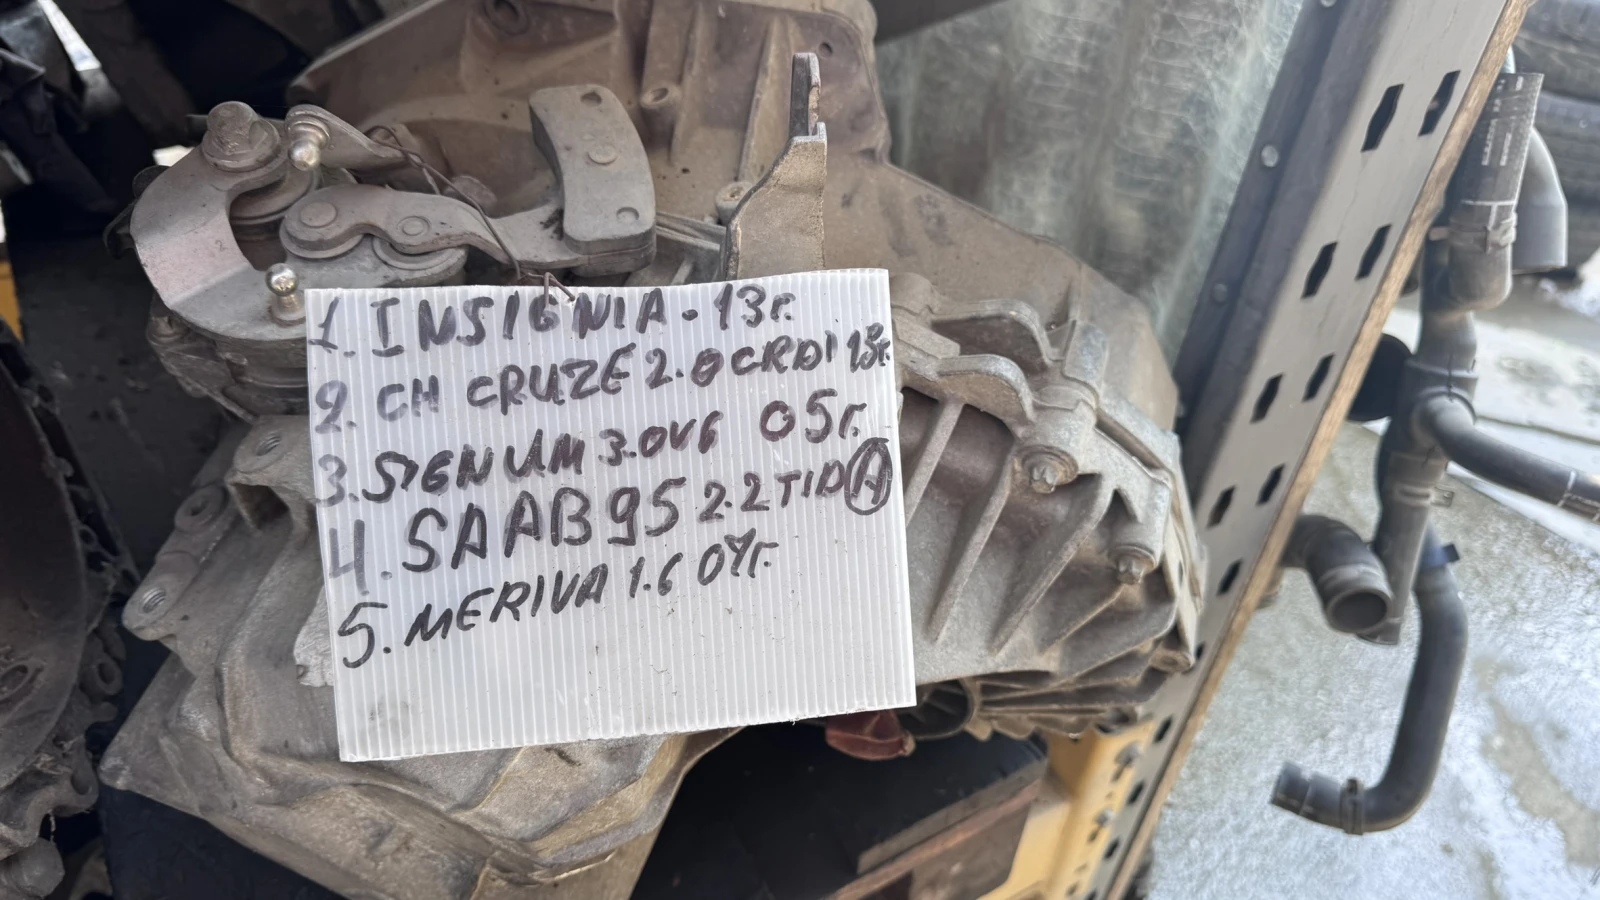 1. INSIGNIA - 13г.
2. CH CRUZE 2.0 CRDI 13г.
3. SIGNUM 3.0V6 05г.
4. SAAB 95 2.2 TID A
5. MERIVA 1.6 04г.